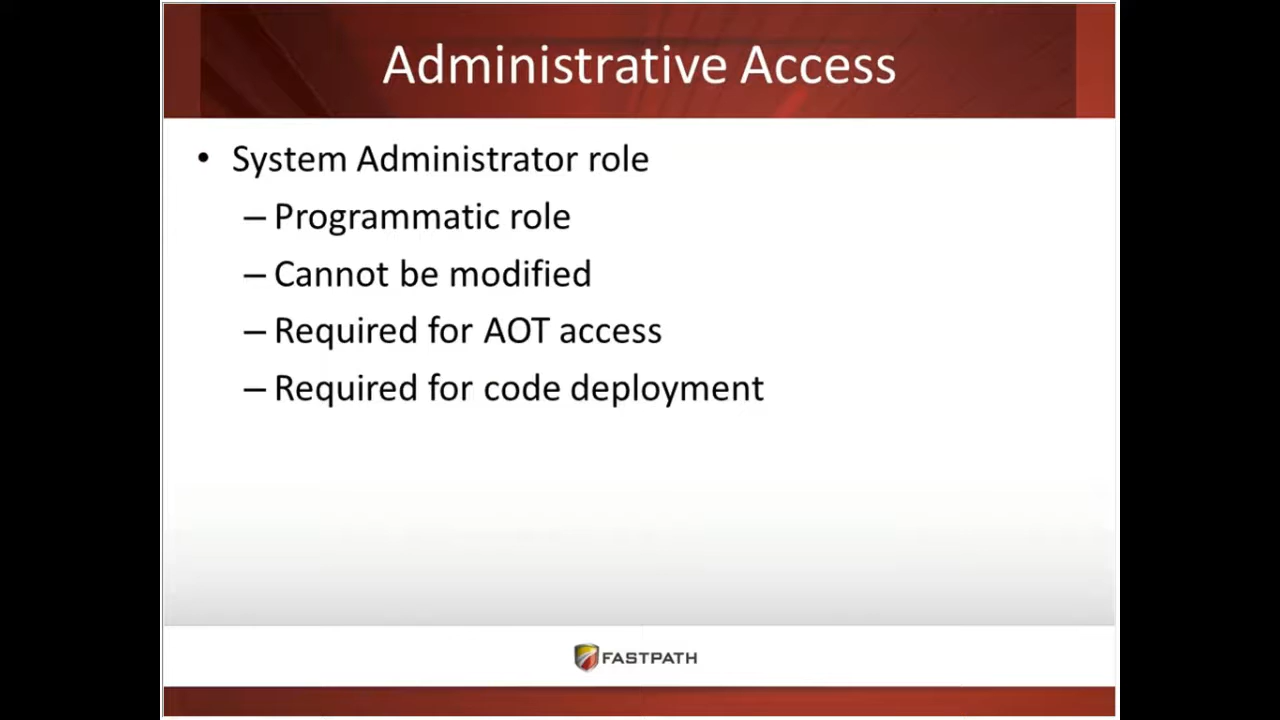 Administrative Access
• System Administrator role
– Programmatic role
– Cannot be modified
– Required for AOT access
– Required for code deployment
FASTPATH